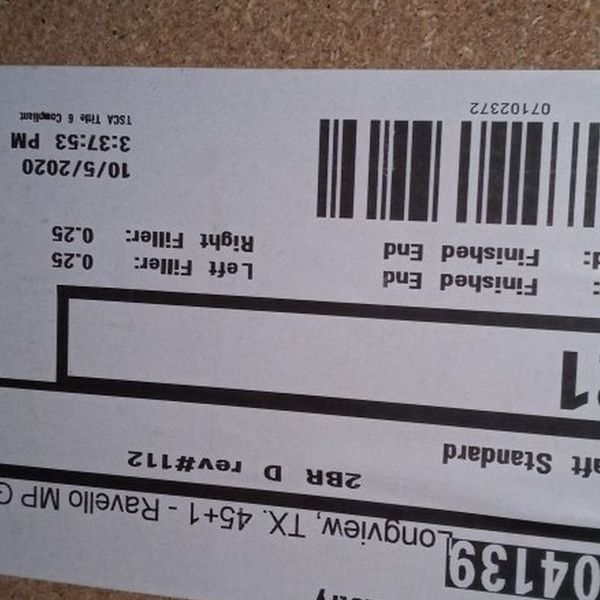 04139
Longview, TX. 45+1 - Ravello MP
2BR D rev#112
Standard
Finished End Left Filler: 0.25
Finished End Right Filler: 0.25
10/5/2020
3:37:53 PM
07102372 TSCA Title 6 Compliant